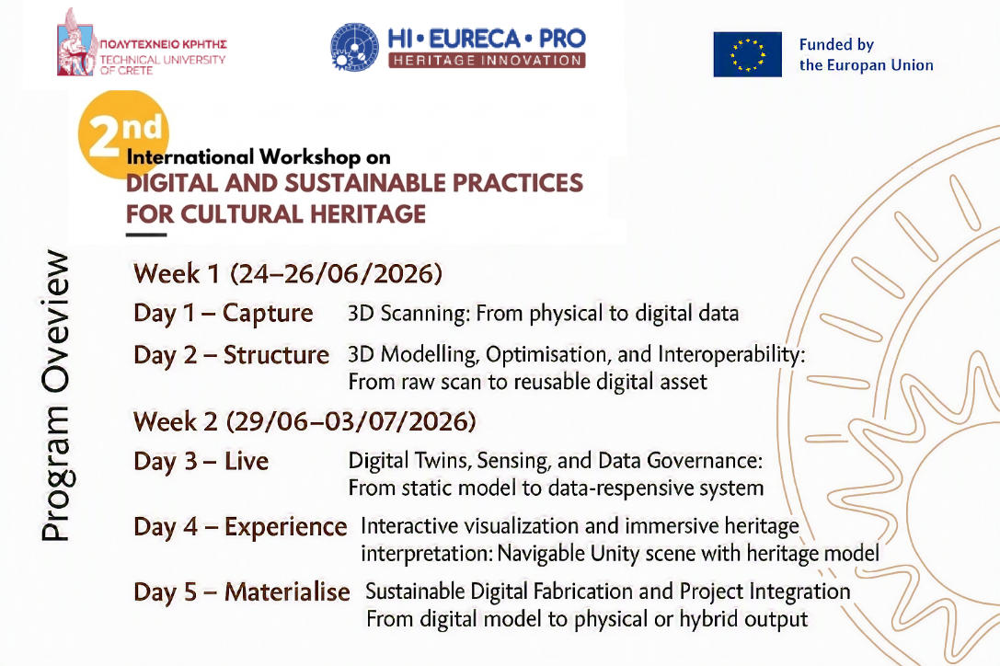 ΠΟΛΥΤΕΧΝΕΙΟ ΚΡΗΤΗΣ
TECHNICAL UNIVERSITY
OF CRETE
HI • EURECA • PRO
HERITAGE INNOVATION
Funded by
the Europan Union
2nd
International Workshop on
DIGITAL AND SUSTAINABLE PRACTICES
FOR CULTURAL HERITAGE
Program Oveview
Week 1 (24–26/06/2026)
Day 1 – Capture 3D Scanning: From physical to digital data
Day 2 – Structure 3D Modelling, Optimisation, and Interoperability:
From raw scan to reusable digital asset
Week 2 (29/06–03/07/2026)
Day 3 – Live Digital Twins, Sensing, and Data Governance:
From static model to data-responsive system
Day 4 – Experience Interactive visualization and immersive heritage
interpretation: Navigable Unity scene with heritage model
Day 5 – Materialise Sustainable Digital Fabrication and Project Integration
From digital model to physical or hybrid output